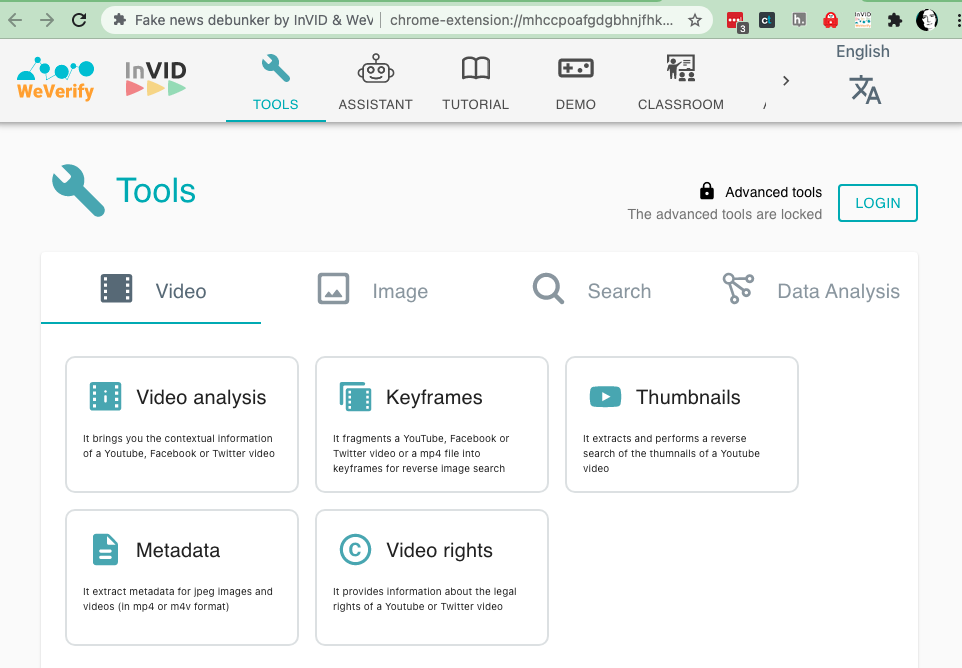 Fake news debunker by InVID & WeV
chrome-extension://mhccpoafgdgbhnjfhk...
3
ct
h.
InVID
WeVerify
InVID
TOOLS
ASSISTANT
TUTORIAL
DEMO
CLASSROOM
English
Tools
Advanced tools
The advanced tools are locked
LOGIN
Video
Image
Search
Data Analysis
Video analysis
It brings you the contextual information
of a Youtube, Facebook or Twitter video
Keyframes
It fragments a YouTube, Facebook or
Twitter video or a mp4 file into
keyframes for reverse image search
Thumbnails
It extracts and performs a reverse
search of the thumnails of a Youtube
video
Metadata
It extract metadata for jpeg images and
videos (in mp4 or m4v format)
Video rights
It provides information about the legal
rights of a Youtube or Twitter video